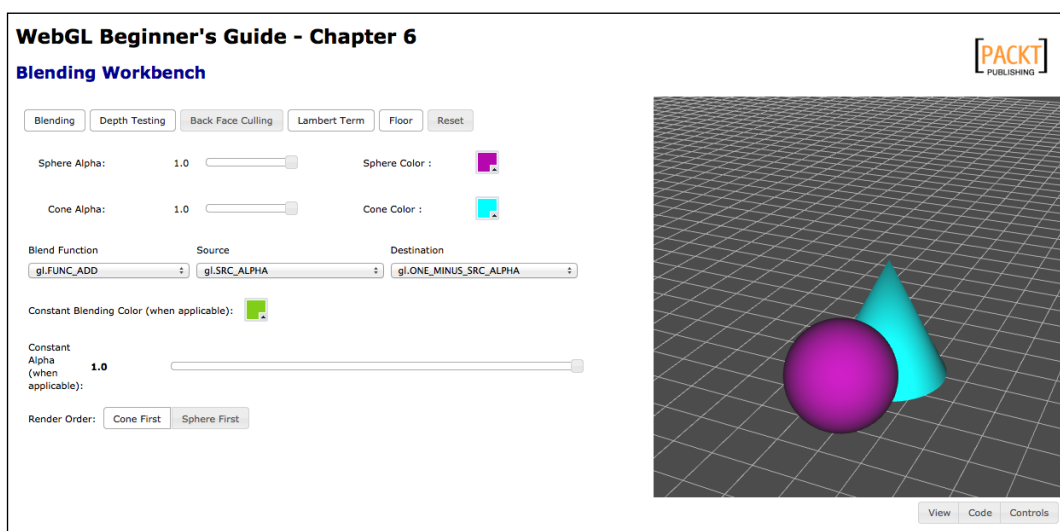 WebGL Beginner's Guide - Chapter 6
Blending Workbench
[PACKT]
PUBLISHING
Blending Depth Testing Back Face Culling Lambert Term Floor Reset
Sphere Alpha: 1.0 Sphere Color :
Cone Alpha: 1.0 Cone Color :
Blend Function Source Destination
gl.FUNC_ADD gl.SRC_ALPHA gl.ONE_MINUS_SRC_ALPHA
Constant Blending Color (when applicable):
Constant
Alpha
(when
applicable):
1.0
Render Order: Cone First Sphere First
View Code Controls